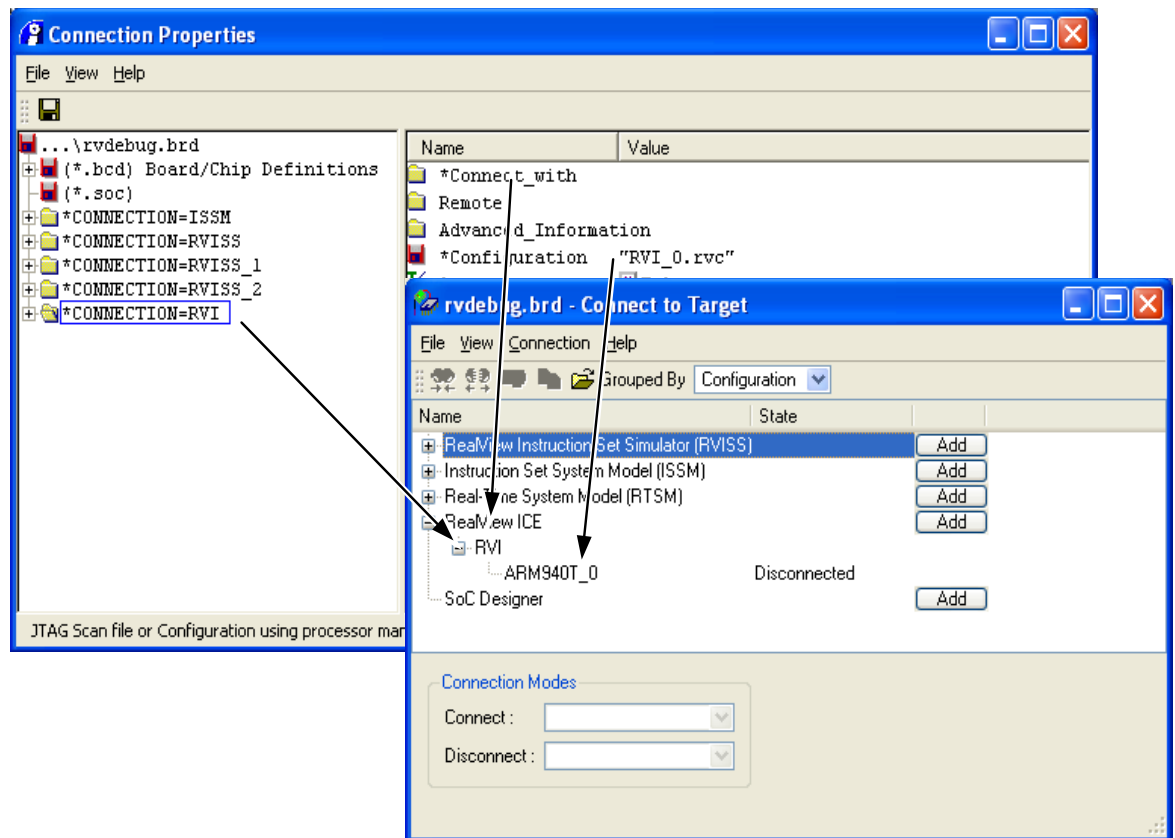 Connection Properties
File View Help
...\rvdebug.brd
(*.bcd) Board/Chip Definitions
(*.soc)
*CONNECTION=ISSM
*CONNECTION=RVISS
*CONNECTION=RVISS_1
*CONNECTION=RVISS_2
*CONNECTION=RVI
Name Value
*Connect_with
Remote
Advanced_Information
*Configuration "RVI_0.rvc"
JTAG Scan file or Configuration using processor mar
rvdebug.brd - Connect to Target
File View Connection Help
Grouped By Configuration
Name State
RealView Instruction Set Simulator (RVISS) Add
Instruction Set System Model (ISSM) Add
Real-Time System Model (RTSM) Add
RealView ICE Add
RVI
ARM940T_0 Disconnected
SoC Designer Add
Connection Modes
Connect :
Disconnect :